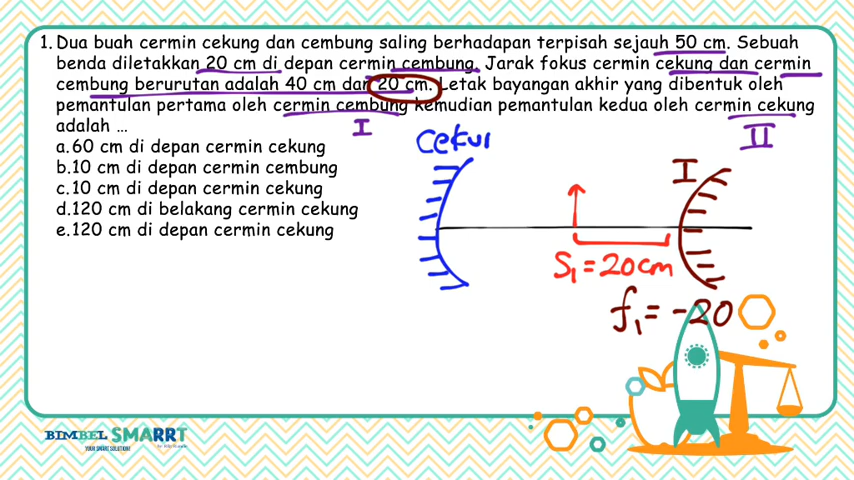 1. Dua buah cermin cekung dan cembung saling berhadapan terpisah sejauh 50 cm. Sebuah
benda diletakkan 20 cm di depan cermin cembung. Jarak fokus cermin cekung dan cermin
cembung berurutan adalah 40 cm dan 20 cm. Letak bayangan akhir yang dibentuk oleh
pemantulan pertama oleh cermin cembung kemudian pemantulan kedua oleh cermin cekung
adalah ...
I
II
a.60 cm di depan cermin cekung
b.10 cm di depan cermin cembung
c.10 cm di depan cermin cekung
d.120 cm di belakang cermin cekung
e.120 cm di depan cermin cekung
Cekul
I
S₁ = 20cm
f₁ = -20
BIMBEL SMARRT
YOUR SMART SOLUTION!